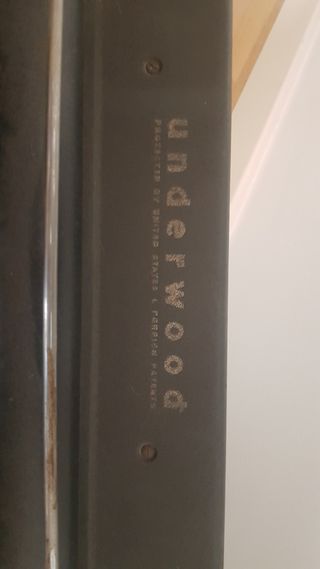 underwood
PROTECTED BY UNITED STATES & FOREIGN PATENTS